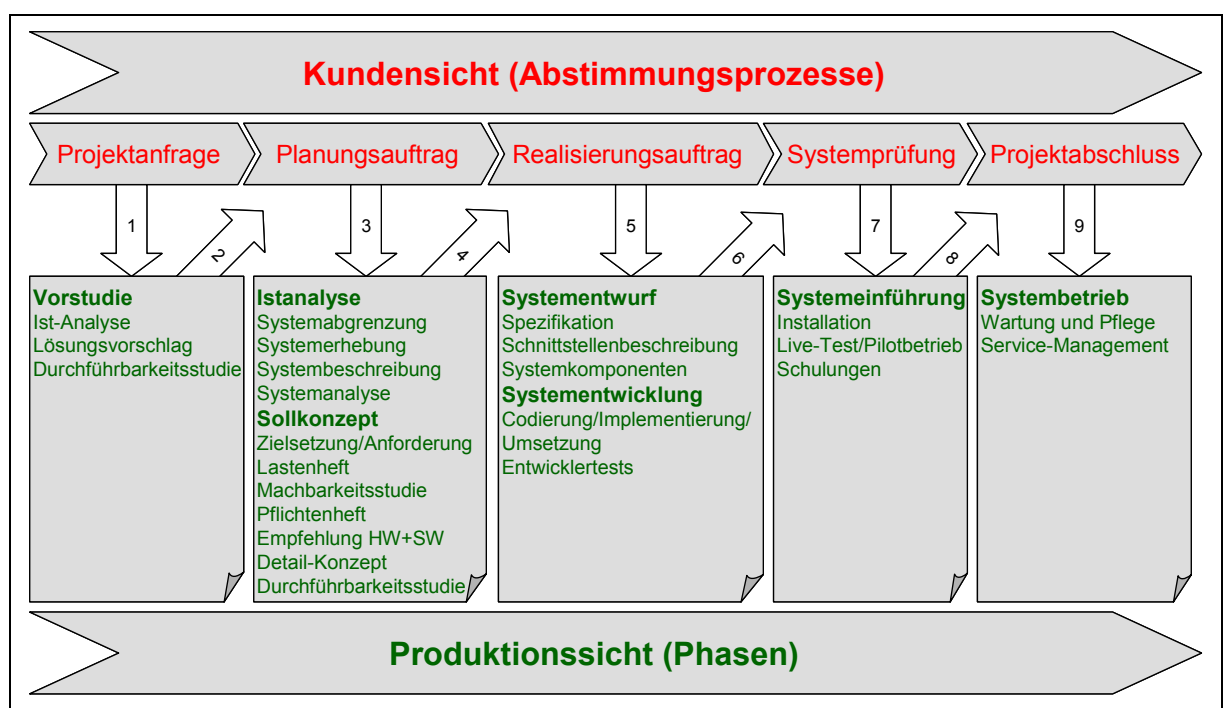 Kundensicht (Abstimmungsprozesse)
Projektanfrage
Planungsauftrag
Realisierungsauftrag
Systemprüfung
Projektabschluss
1
2
3
4
5
6
7
8
9
Vorstudie
Ist-Analyse
Lösungsvorschlag
Durchführbarkeitsstudie
Istanalyse
Systemabgrenzung
Systemerhebung
Systembeschreibung
Systemanalyse
Sollkonzept
Zielsetzung/Anforderung
Lastenheft
Machbarkeitsstudie
Pflichtenheft
Empfehlung HW+SW
Detail-Konzept
Durchführbarkeitsstudie
Systementwurf
Spezifikation
Schnittstellenbeschreibung
Systemkomponenten
Systementwicklung
Codierung/Implementierung/
Umsetzung
Entwicklertests
Systemeinführung
Installation
Live-Test/Pilotbetrieb
Schulungen
Systembetrieb
Wartung und Pflege
Service-Management
Produktionssicht (Phasen)